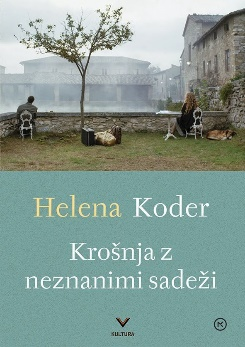 Helena Koder
Krošnja z
neznanimi sadeži
KULTURA